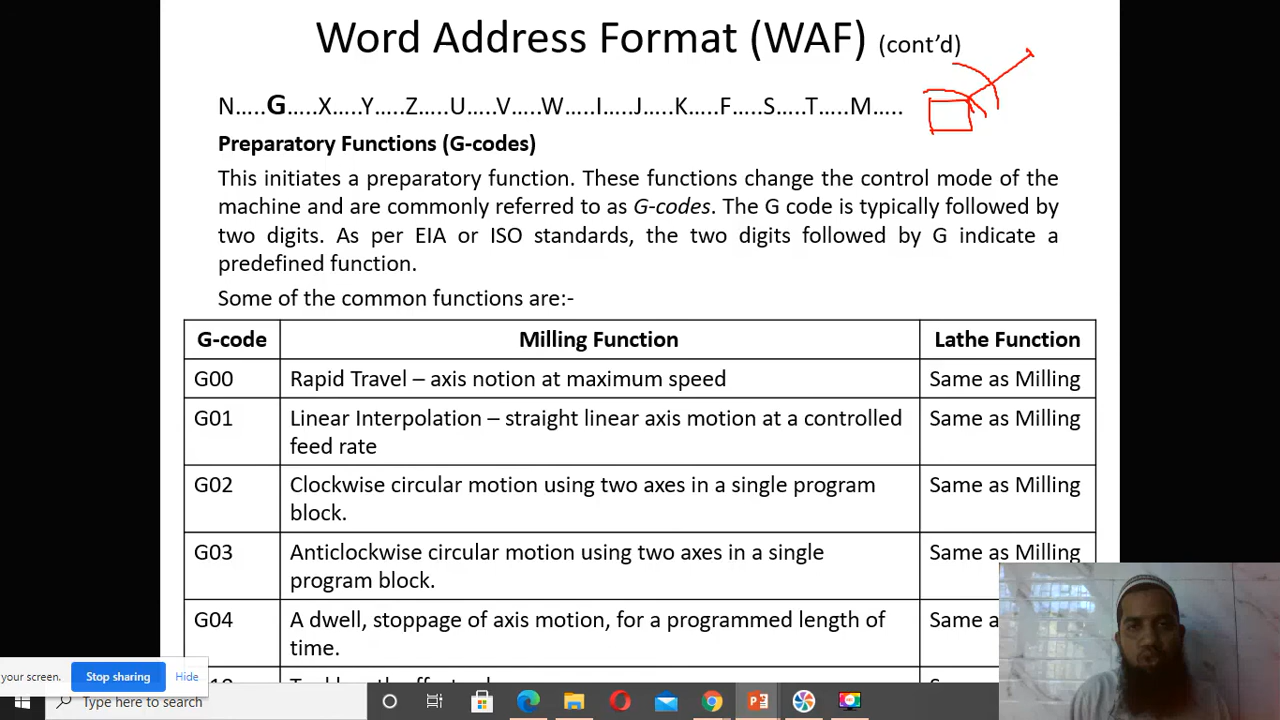 Word Address Format (WAF) (cont’d)
N…..G…..X…..Y…..Z…..U…..V…..W…..I…..J…..K…..F…..S…..T…..M…..
Preparatory Functions (G-codes)
This initiates a preparatory function. These functions change the control mode of the
machine and are commonly referred to as G-codes. The G code is typically followed by
two digits. As per EIA or ISO standards, the two digits followed by G indicate a
predefined function.
Some of the common functions are:-
G-code Milling Function Lathe Function
G00 Rapid Travel – axis notion at maximum speed Same as Milling
G01 Linear Interpolation – straight linear axis motion at a controlled Same as Milling
feed rate
G02 Clockwise circular motion using two axes in a single program Same as Milling
block.
G03 Anticlockwise circular motion using two axes in a single Same as Milling
program block.
G04 A dwell, stoppage of axis motion, for a programmed length of Same a
time.
your screen. Stop sharing Hide
Type here to search